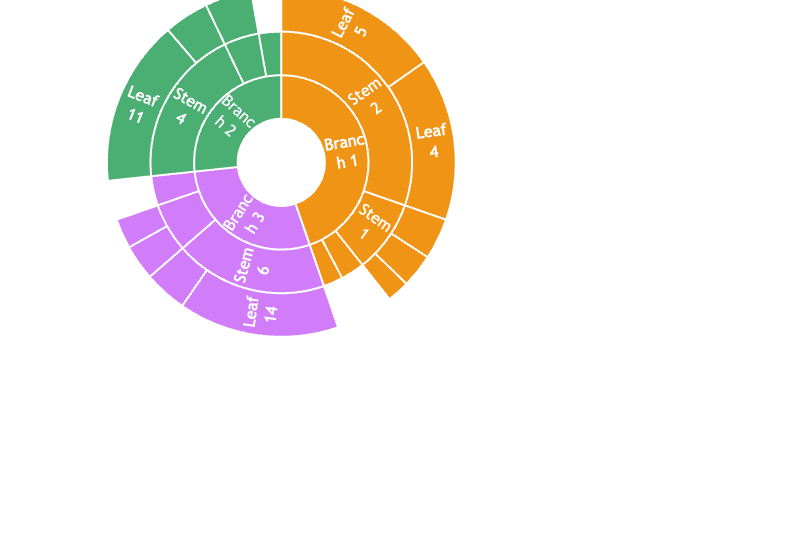 Leaf
5
Stem
2
Leaf
4
Branc
h 1
Stem
1
Branc
h 2
Stem
4
Leaf
11
Branc
h 3
Stem
6
Leaf
14